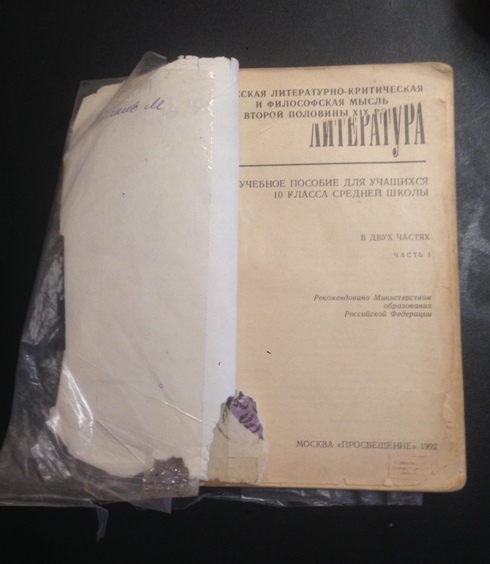 М
ЛИТЕРАТУРНО-КРИТИЧЕСКАЯ
И ФИЛОСОФСКАЯ МЫСЛЬ
ВТОРОЙ ПОЛОВИНЫ XIX
ЛИТЕРАТУРА
УЧЕБНОЕ ПОСОБИЕ ДЛЯ УЧАЩИХСЯ
10 КЛАССА СРЕДНЕЙ ШКОЛЫ
В ДВУХ ЧАСТЯХ
ЧАСТЬ 1
Рекомендовано Министерством
образования
Российской Федерации
МОСКВА «ПРОСВЕЩЕНИЕ» 1992